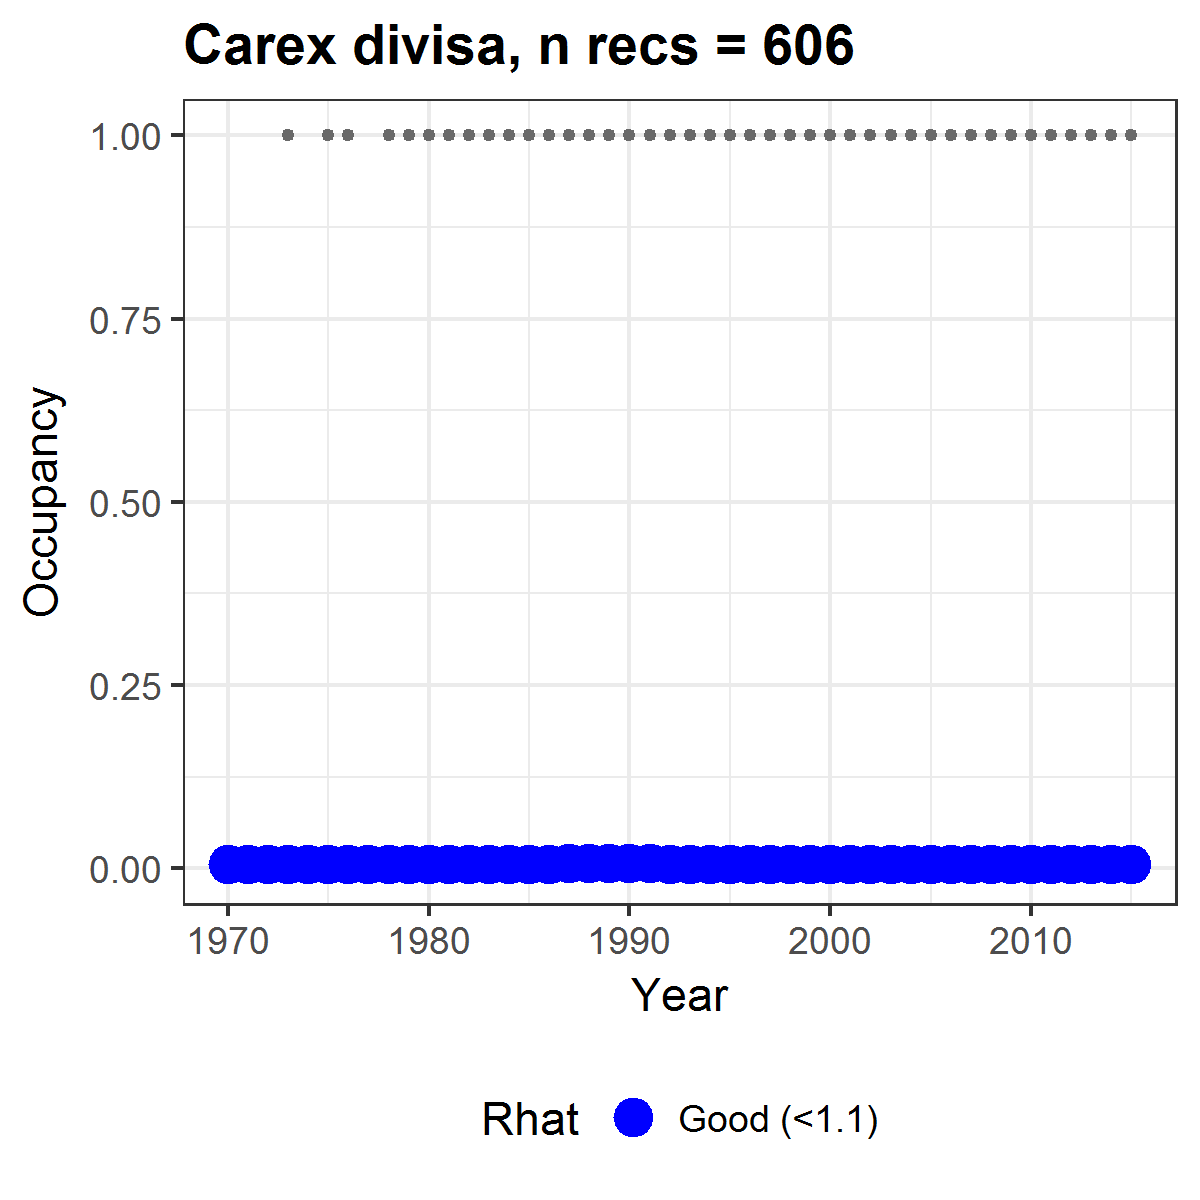 Carex divisa, n recs = 606
1.00
0.75
0.50
0.25
0.00
Occupancy
1970 1980 1990 2000 2010
Year
Rhat Good (<1.1)